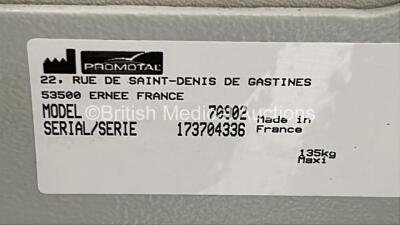 PROMOTAL
22, RUE DE SAINT-DENIS DE GASTINES
53500 ERNEE FRANCE
MODEL 70902
SERIAL/SERIE 173704336
Made in
France
135kg
Maxi
©British Medical Auctions